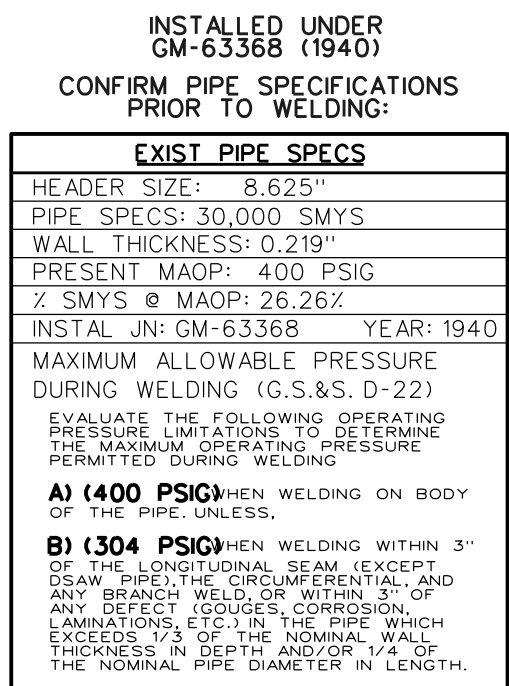 INSTALLED UNDER
GM-63368 (1940)
CONFIRM PIPE SPECIFICATIONS
PRIOR TO WELDING:
EXIST PIPE SPECS
HEADER SIZE: 8.625"
PIPE SPECS: 30,000 SMYS
WALL THICKNESS: 0.219"
PRESENT MAOP: 400 PSIG
% SMYS @ MAOP: 26.26%
INSTAL JN: GM-63368 YEAR: 1940
MAXIMUM ALLOWABLE PRESSURE
DURING WELDING (G.S.&S. D-22)
EVALUATE THE FOLLOWING OPERATING
PRESSURE LIMITATIONS TO DETERMINE
THE MAXIMUM OPERATING PRESSURE
PERMITTED DURING WELDING
A) (400 PSIG) WHEN WELDING ON BODY
OF THE PIPE. UNLESS,
B) (304 PSIG) WHEN WELDING WITHIN 3"
OF THE LONGITUDINAL SEAM (EXCEPT
DSAW PIPE), THE CIRCUMFERENTIAL, AND
ANY BRANCH WELD, OR WITHIN 3" OF
ANY DEFECT (GOUGES, CORROSION,
LAMINATIONS, ETC.) IN THE PIPE WHICH
EXCEEDS 1/3 OF THE NOMINAL WALL
THICKNESS IN DEPTH AND/OR 1/4 OF
THE NOMINAL PIPE DIAMETER IN LENGTH.